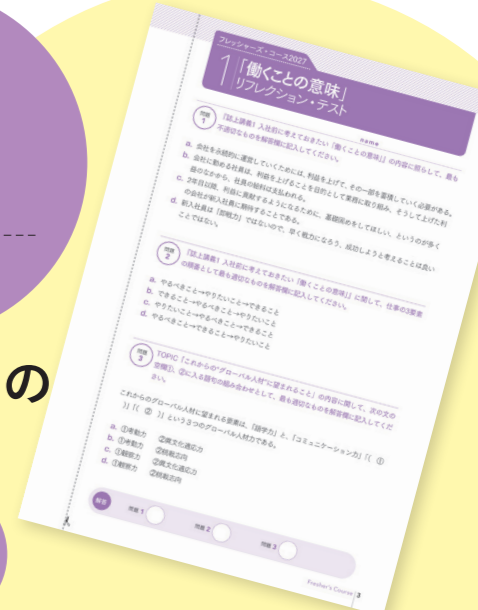 の
フレッシャーズ・コース2027
1 「働くことの意味」
リフレクション・テスト
name
問題1 「誌上講義! 入社前に考えておきたい「働くことの意味」」の内容に照らして、最も
不適切なものを解答欄に記入してください。
a. 会社を永続的に運営していくためには、利益を上げて、その一部を蓄積していく必要がある。
b. 会社に勤める社員は、利益を上げることを目的として業務に取り組み、そうして上げた利
益のなかから、社員の給料は支払われる。
c. 2年目以降、利益に貢献するようになるために、基礎固めをしてほしい、というのが多く
の会社が新入社員に期待することである。
d. 新入社員は「即戦力」ではないので、早く戦力になろう、成功しようと考えることは良い
ことではない。
問題2 「誌上講義! 入社前に考えておきたい「働くことの意味」」に関して、仕事の3要素
の順番として最も適切なものを解答欄に記入してください。
a. やるべきこと→やりたいこと→できること
b. できること→やるべきこと→やりたいこと
c. やりたいこと→やるべきこと→できること
d. やるべきこと→できること→やりたいこと
問題3 TOPIC「これからの"グローバル人材"に望まれること」の内容に関して、次の文の
空欄①、②に入る語句の組み合わせとして、最も適切なものを解答欄に記入してくだ
さい。
これからのグローバル人材に望まれる要素は、「語学力」と、「コミュニケーション力」「( ①
)」「( ② )」という3つのグローバル人材力である。
a. ①考動力 ②異文化適応力
b. ①考動力 ②挑戦志向
c. ①観察力 ②異文化適応力
d. ①観察力 ②挑戦志向
解答 問題1 問題2 問題3
Fresher's Course 3